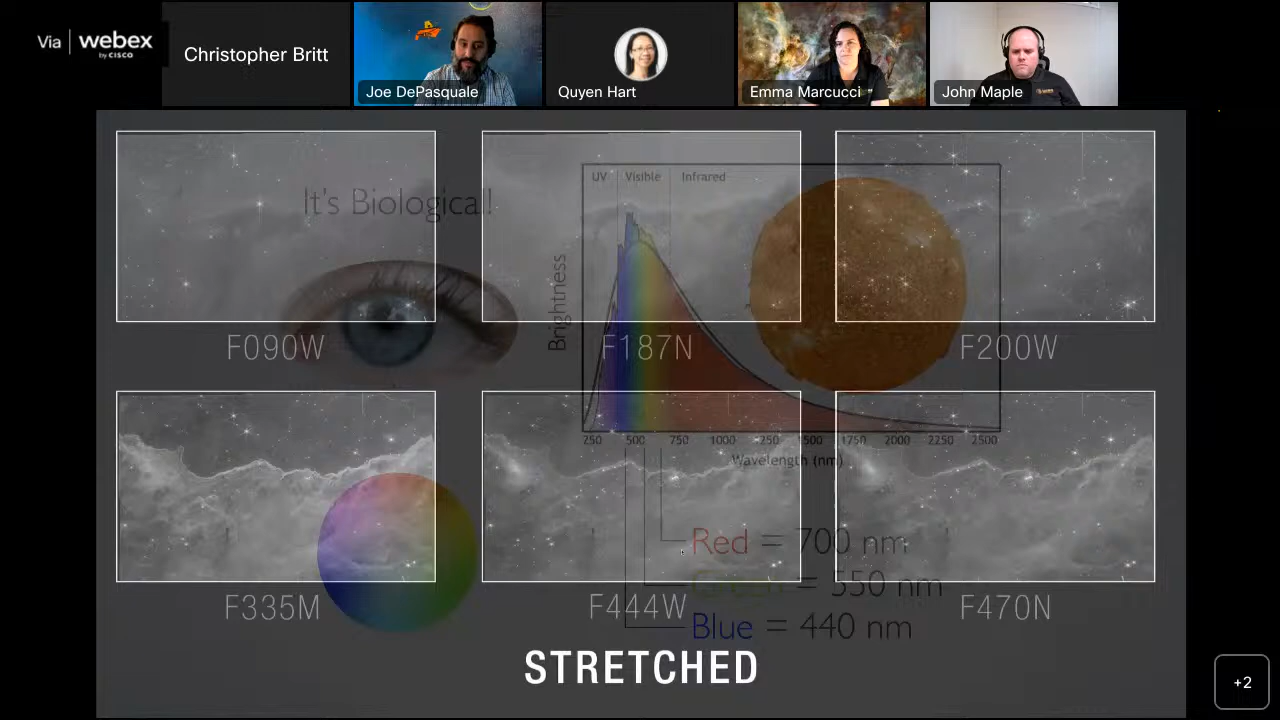 Via | webex
by CISCO
Christopher Britt
Joe DePasquale
Quyen Hart
Emma Marcucci
John Maple
UV Visible Infrared
It's Biological!
Brightness
F090W
F187N
F200W
250 500 750 1000 1250 1500 1750 2000 2250 2500
Wavelength (nm)
Red = 700 nm
Green = 550 nm
F335M
F444W
F470N
Blue = 440 nm
STRETCHED
+2